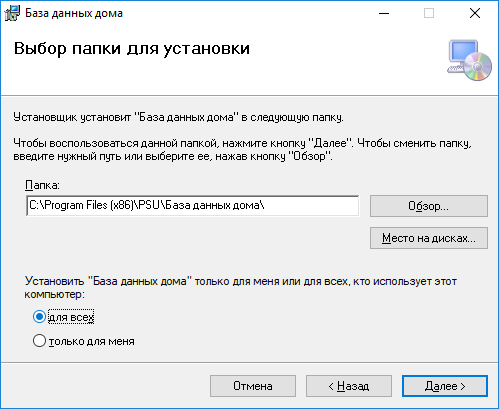 База данных дома
Выбор папки для установки
Установщик установит "База данных дома" в следующую папку.
Чтобы воспользоваться данной папкой, нажмите кнопку "Далее". Чтобы сменить папку,
введите нужный путь или выберите ее, нажав кнопку "Обзор".
Папка:
C:\Program Files (x86)\PSU\База данных дома\
Обзор...
Место на дисках...
Установить "База данных дома" только для меня или для всех, кто использует этот
компьютер:
для всех
только для меня
Отмена
< Назад
Далее >